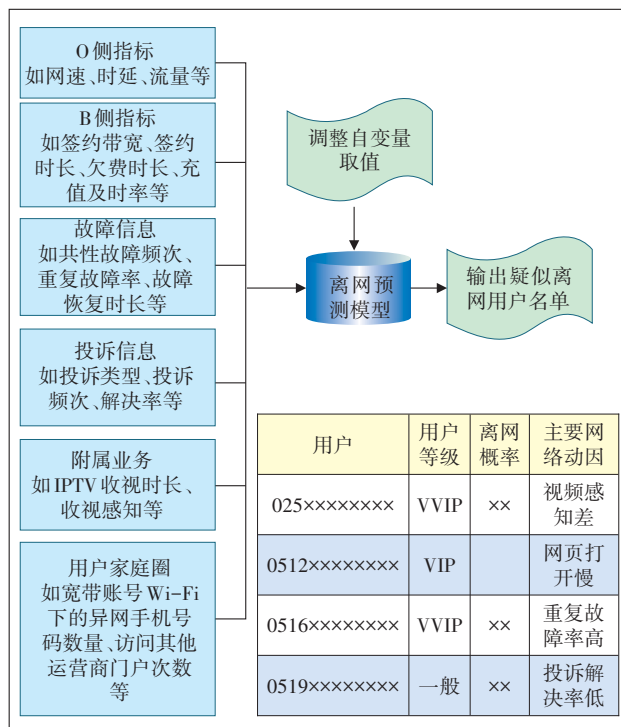 O侧指标
如网速、时延、流量等
B侧指标
如签约带宽、签约
时长、欠费时长、充
值及时率等
故障信息
如共性故障频次、
重复故障率、故障
恢复时长等
投诉信息
如投诉类型、投诉
频次、解决率等
附属业务
如IPTV收视时长、
收视感知等
用户家庭圈
如宽带账号Wi-Fi
下的异网手机号
码数量、访问其他
运营商门户次数
等
调整自变量
取值
离网预
测模型
输出疑似离
网用户名单
用户 用户等级 离网概率 主要网络动因
025×××××××× VVIP ×× 视频感知差
0512×××××××× VIP 网页打开慢
0516×××××××× VVIP ×× 重复故障率高
0519×××××××× 一般 ×× 投诉解决率低